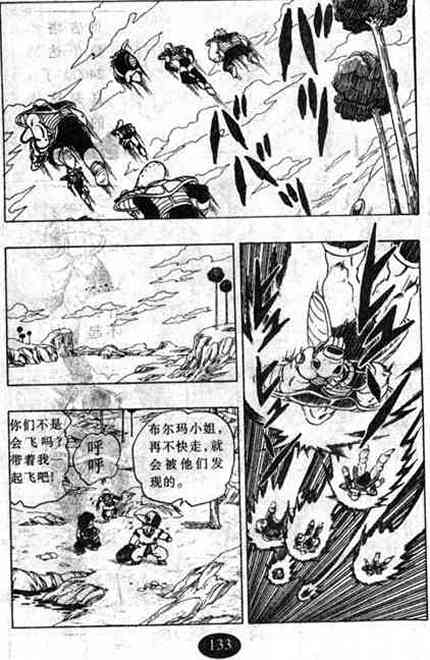 布尔玛小姐,
再不快走,就
会被他们发
现的。
呼
呼
你们不是
会飞吗?
带着我一
起飞吧!
133